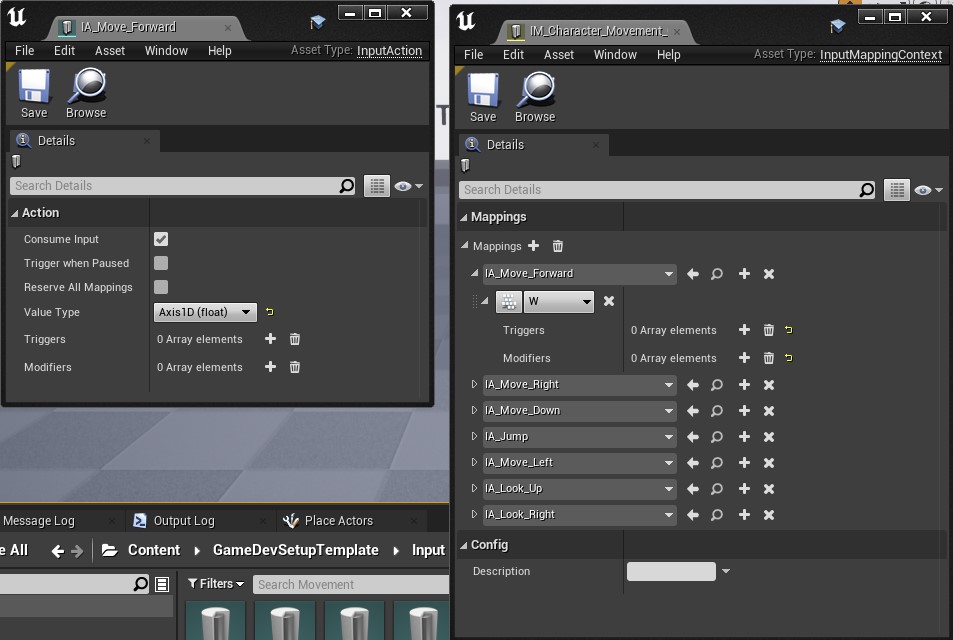 IA_Move_Forward
File Edit Asset Window Help Asset Type: InputAction
Save Browse
Details
Search Details
Action
Consume Input
Trigger when Paused
Reserve All Mappings
Value Type Axis1D (float)
Triggers 0 Array elements
Modifiers 0 Array elements
IM_Character_Movement_
File Edit Asset Window Help Asset Type: InputMappingContext
Save Browse
Details
Search Details
Mappings
Mappings
IA_Move_Forward
W
Triggers 0 Array elements
Modifiers 0 Array elements
IA_Move_Right
IA_Move_Down
IA_Jump
IA_Move_Left
IA_Look_Up
IA_Look_Right
Config
Description
T
Message Log Output Log Place Actors
e All Content GameDevSetupTemplate Input
Filters Search Movement